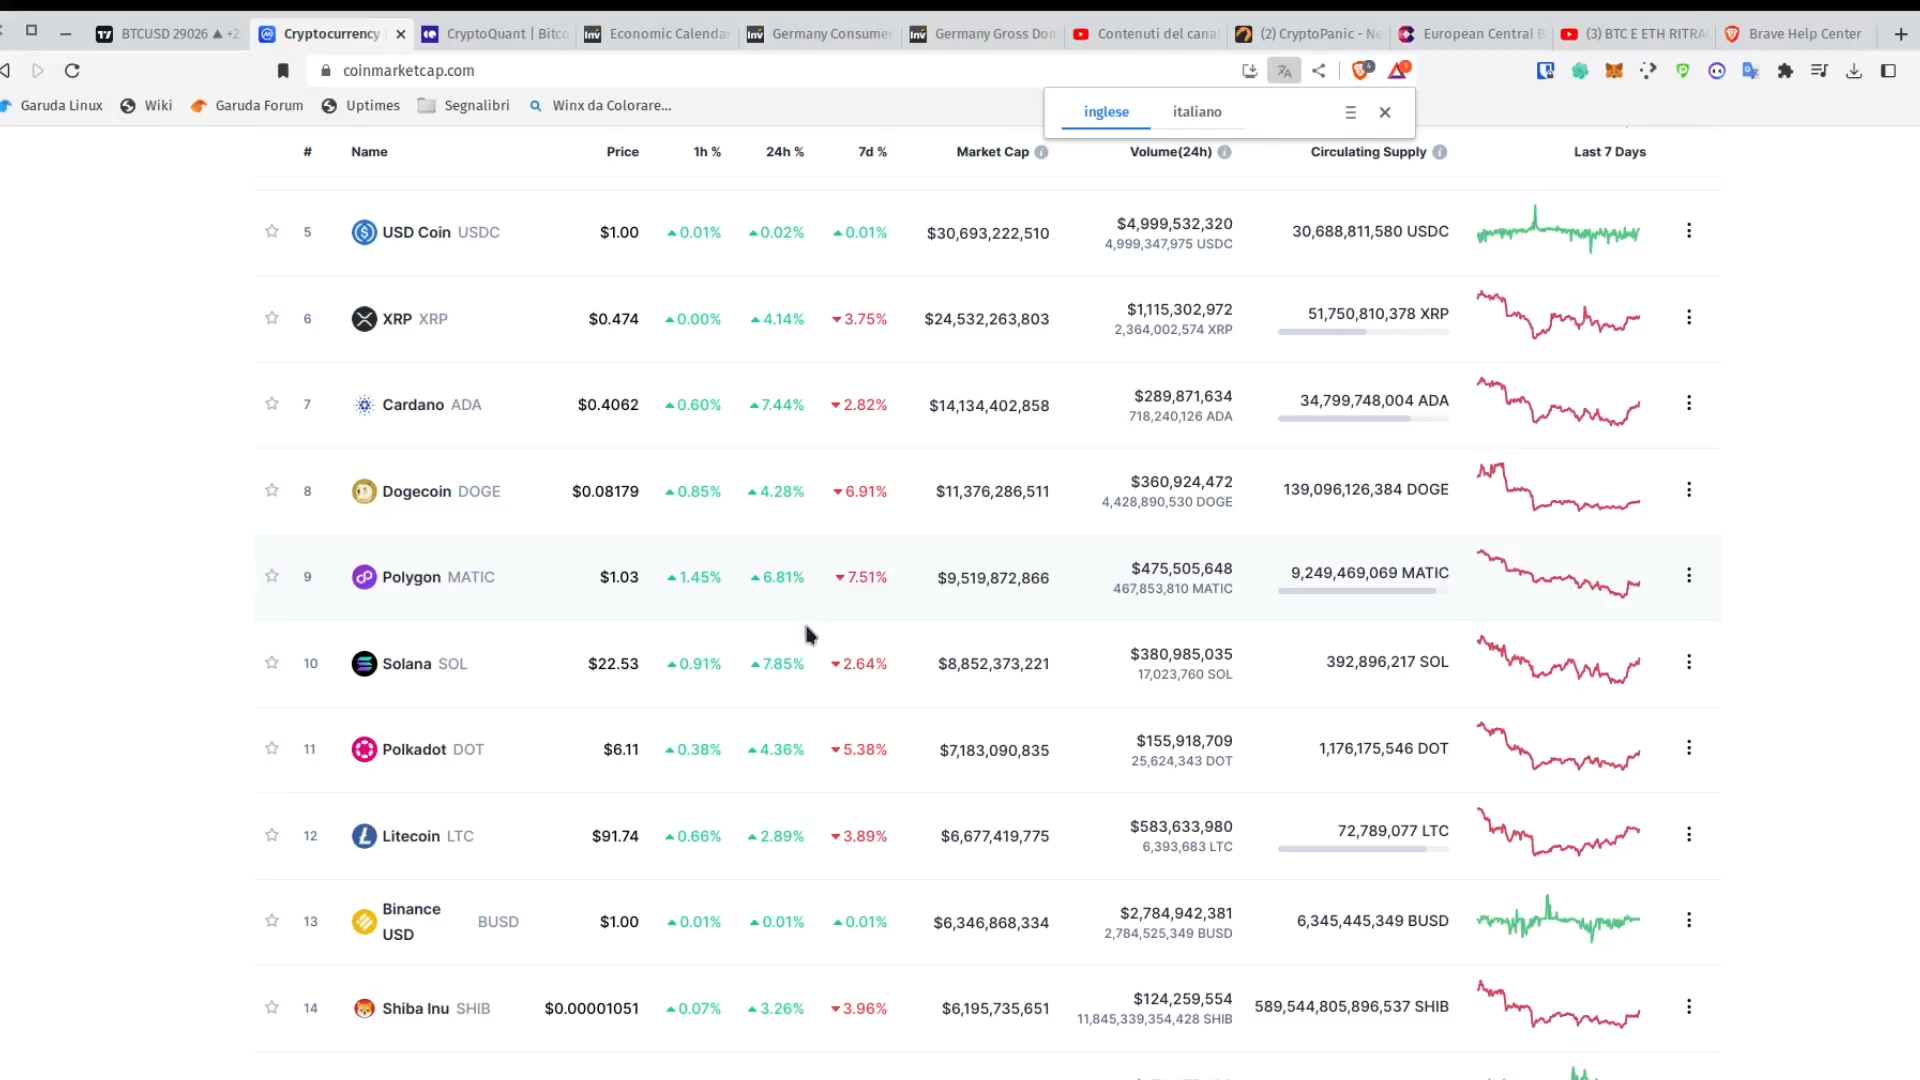 BTCUSD 29026 ▲ +2
Cryptocurrency
CryptoQuant | Bitco
Economic Calenda
Germany Consumer
Germany Gross Dom
Contenuti del cana
(2) CryptoPanic - Ne
European Central B
(3) BTC E ETH RITRA
Brave Help Center
coinmarketcap.com
Garuda Linux
Wiki
Garuda Forum
Uptimes
Segnalibri
Winx da Colorare...
inglese
italiano
# Name Price 1h % 24h % 7d % Market Cap Volume(24h) Circulating Supply Last 7 Days
5 USD Coin USDC $1.00 0.01% 0.02% 0.01% $30,693,222,510 $4,999,532,320 30,688,811,580 USDC
4,999,347,975 USDC
6 XRP XRP $0.474 0.00% 4.14% 3.75% $24,532,263,803 $1,115,302,972 51,750,810,378 XRP
2,364,002,574 XRP
7 Cardano ADA $0.4062 0.60% 7.44% 2.82% $14,134,402,858 $289,871,634 34,799,748,004 ADA
718,240,126 ADA
8 Dogecoin DOGE $0.08179 0.85% 4.28% 6.91% $11,376,286,511 $360,924,472 139,096,126,384 DOGE
4,428,890,530 DOGE
9 Polygon MATIC $1.03 1.45% 6.81% 7.51% $9,519,872,866 $475,505,648 9,249,469,069 MATIC
467,853,810 MATIC
10 Solana SOL $22.53 0.91% 7.85% 2.64% $8,852,373,221 $380,985,035 392,896,217 SOL
17,023,760 SOL
11 Polkadot DOT $6.11 0.38% 4.36% 5.38% $7,183,090,835 $155,918,709 1,176,175,546 DOT
25,624,343 DOT
12 Litecoin LTC $91.74 0.66% 2.89% 3.89% $6,677,419,775 $583,633,980 72,789,077 LTC
6,393,683 LTC
13 Binance USD BUSD $1.00 0.01% 0.01% 0.01% $6,346,868,334 $2,784,942,381 6,345,445,349 BUSD
2,784,525,349 BUSD
14 Shiba Inu SHIB $0.00001051 0.07% 3.26% 3.96% $6,195,735,651 $124,259,554 589,544,805,896,537 SHIB
11,845,339,354,428 SHIB